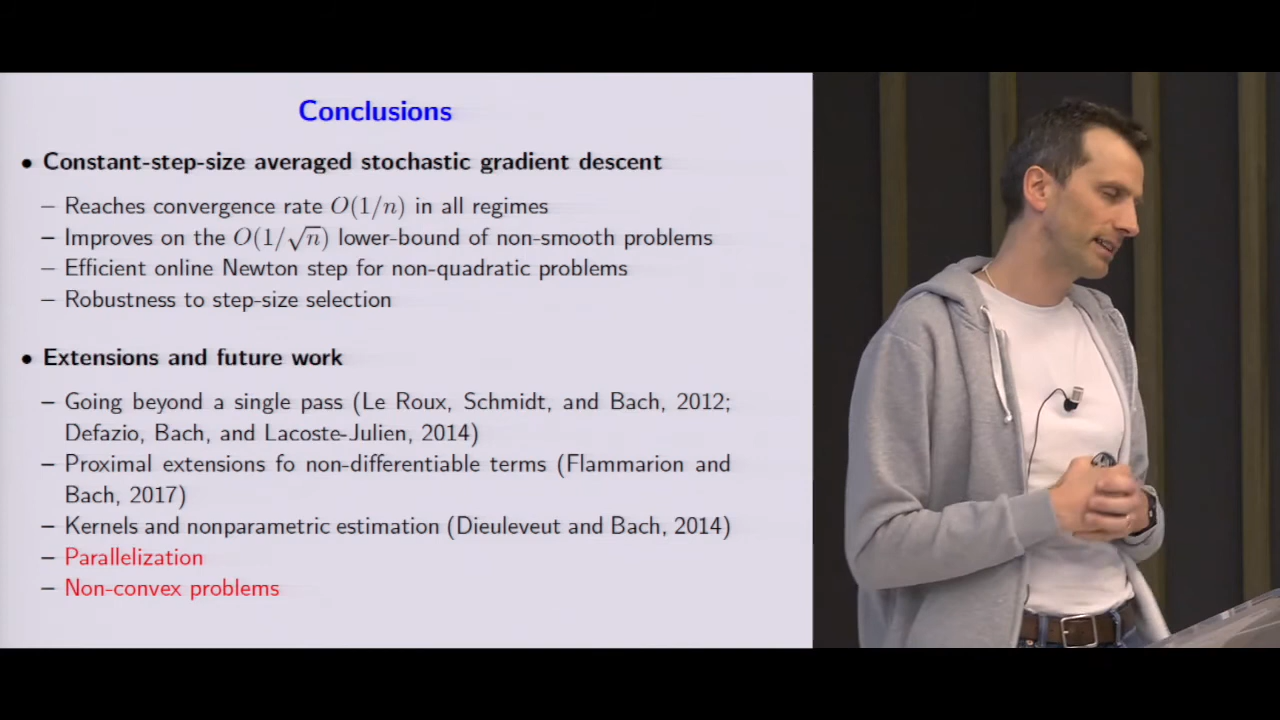 Conclusions
• Constant-step-size averaged stochastic gradient descent
– Reaches convergence rate O(1/n) in all regimes
– Improves on the O(1/√n) lower-bound of non-smooth problems
– Efficient online Newton step for non-quadratic problems
– Robustness to step-size selection
• Extensions and future work
– Going beyond a single pass (Le Roux, Schmidt, and Bach, 2012;
Defazio, Bach, and Lacoste-Julien, 2014)
– Proximal extensions fo non-differentiable terms (Flammarion and
Bach, 2017)
– Kernels and nonparametric estimation (Dieuleveut and Bach, 2014)
– Parallelization
– Non-convex problems